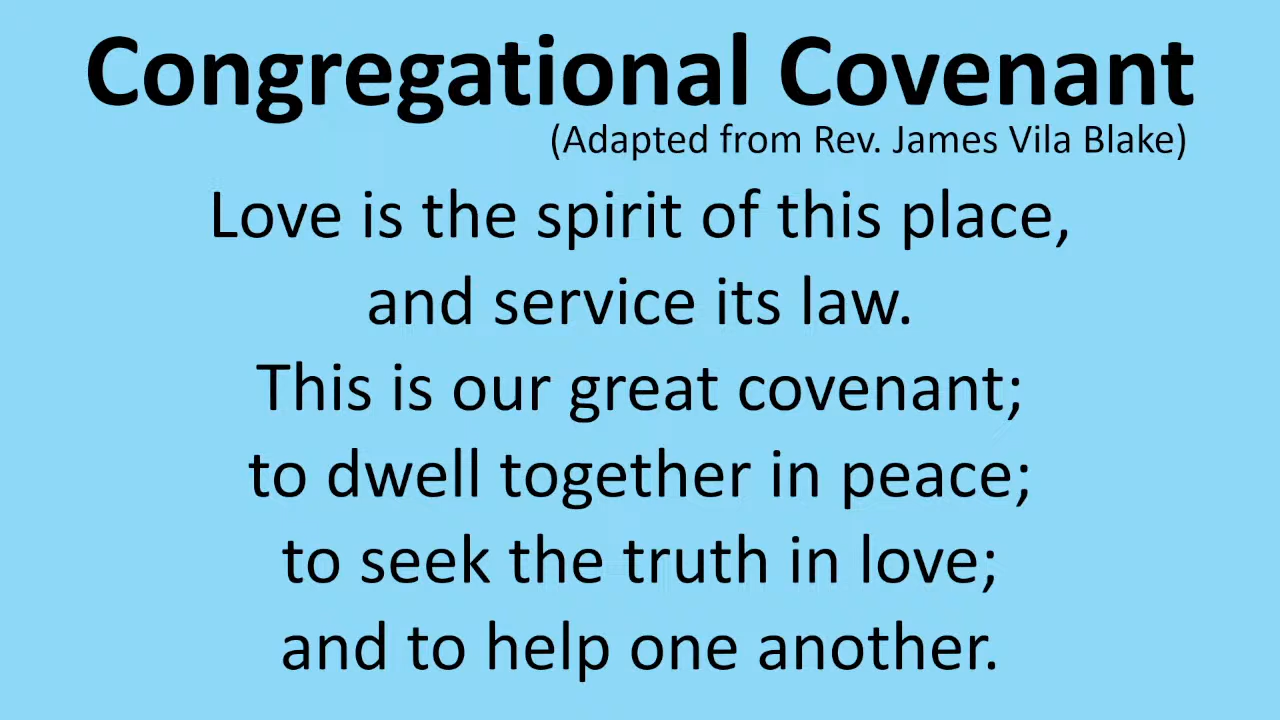 Congregational Covenant
(Adapted from Rev. James Vila Blake)
Love is the spirit of this place,
and service its law.
This is our great covenant;
to dwell together in peace;
to seek the truth in love;
and to help one another.